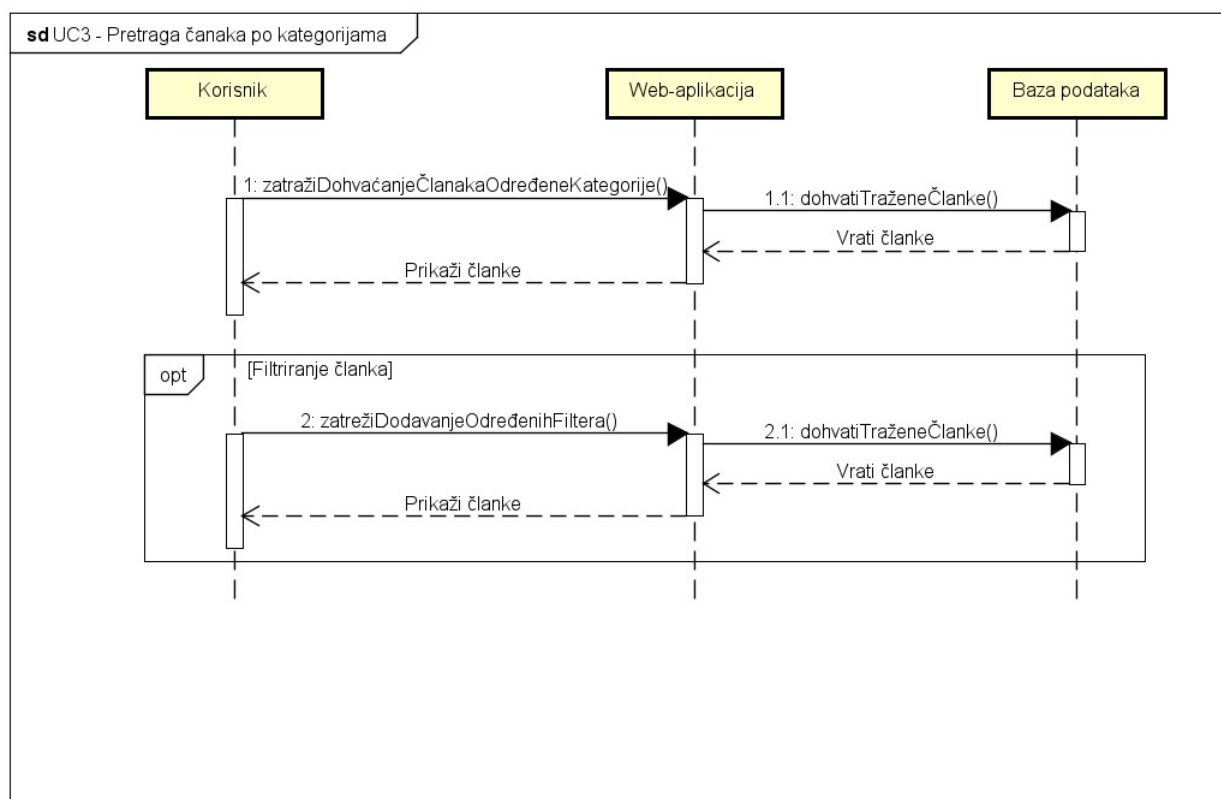 sd UC3 - Pretraga čanaka po kategorijama
Korisnik
Web-aplikacija
Baza podataka
1: zatražiDohvaćanjeČlanakaOdređeneKategorije()
1.1: dohvatiTraženeČlanke()
Vrati članke
Prikaži članke
opt
[Filtriranje članka]
2: zatrežiDodavanjeOdređenihFiltera()
2.1: dohvatiTraženeČlanke()
Vrati članke
Prikaži članke